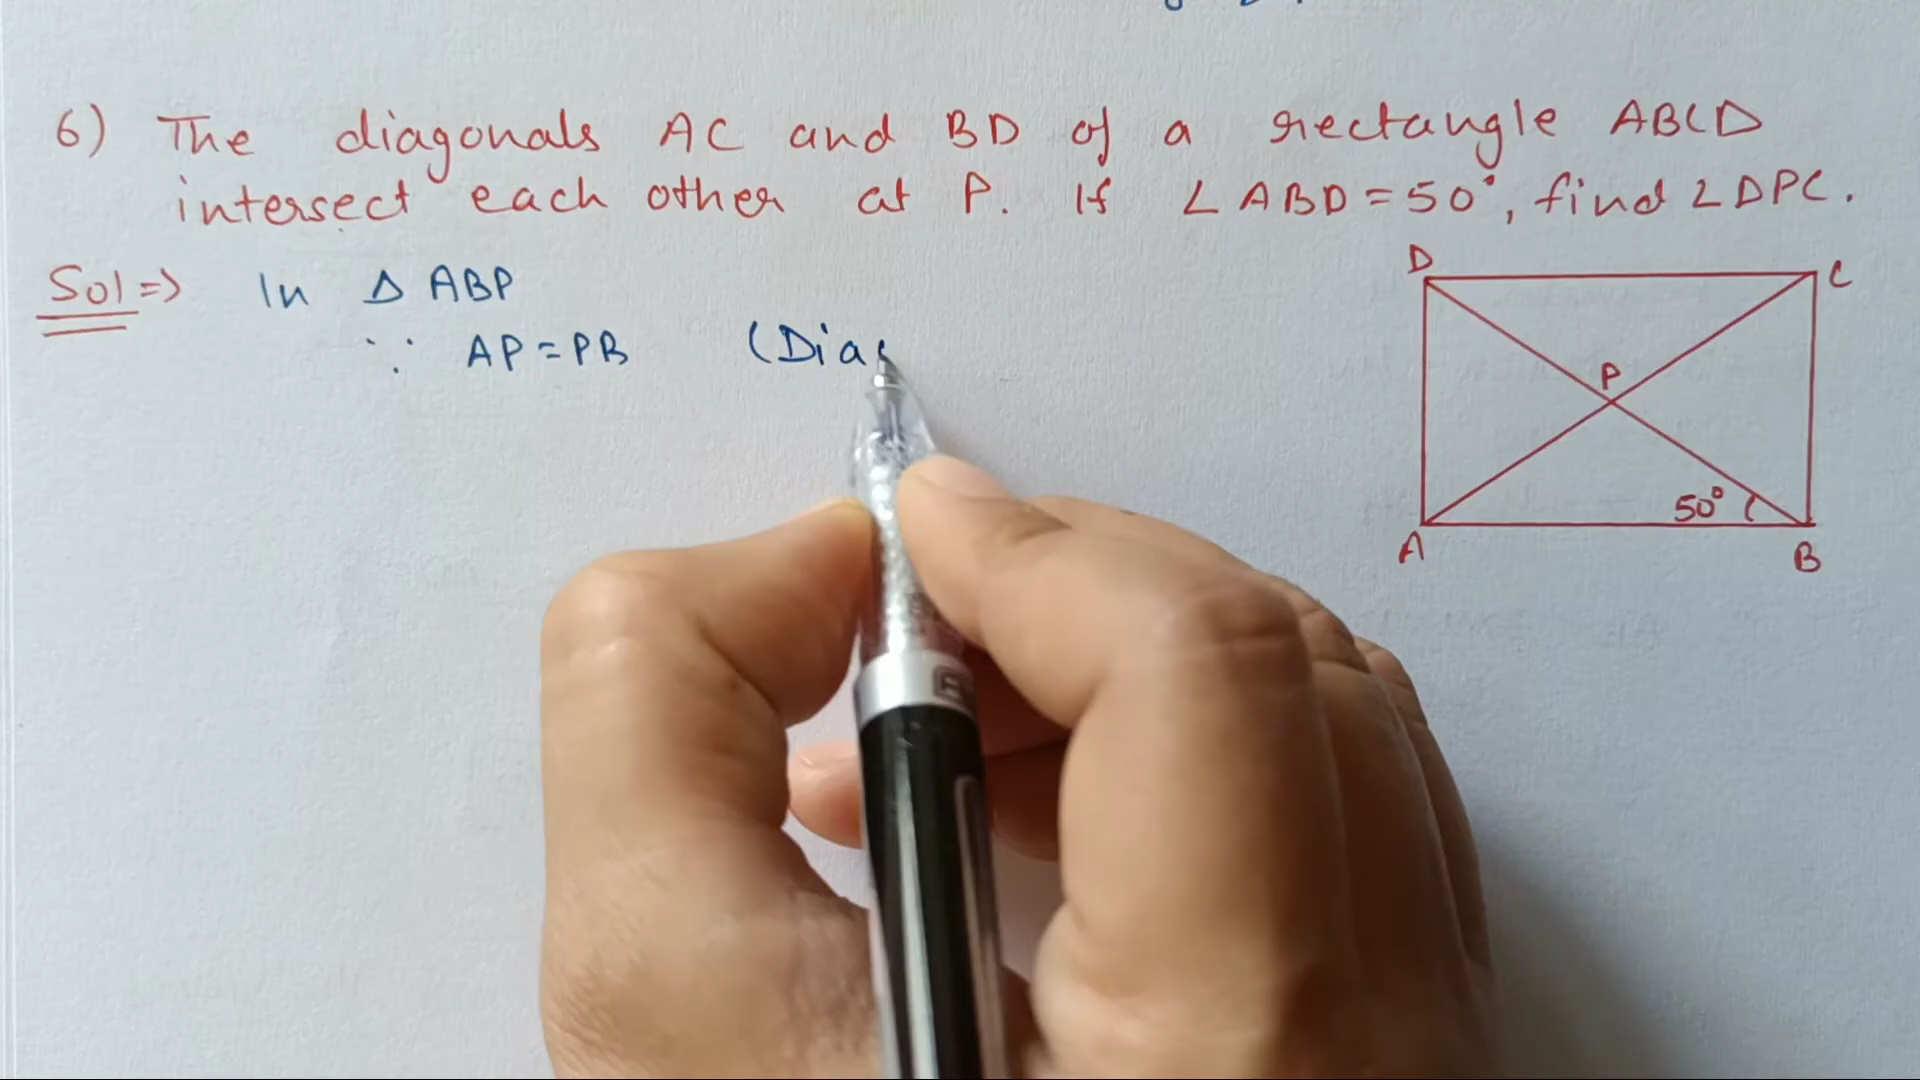 6) The diagonals AC and BD of a rectangle ABCD
intersect each other at P. If ∠ABD = 50°, find ∠DPC.
Sol => In Δ ABP
∵ AP = PB (Diag
D
C
P
50°
A
B